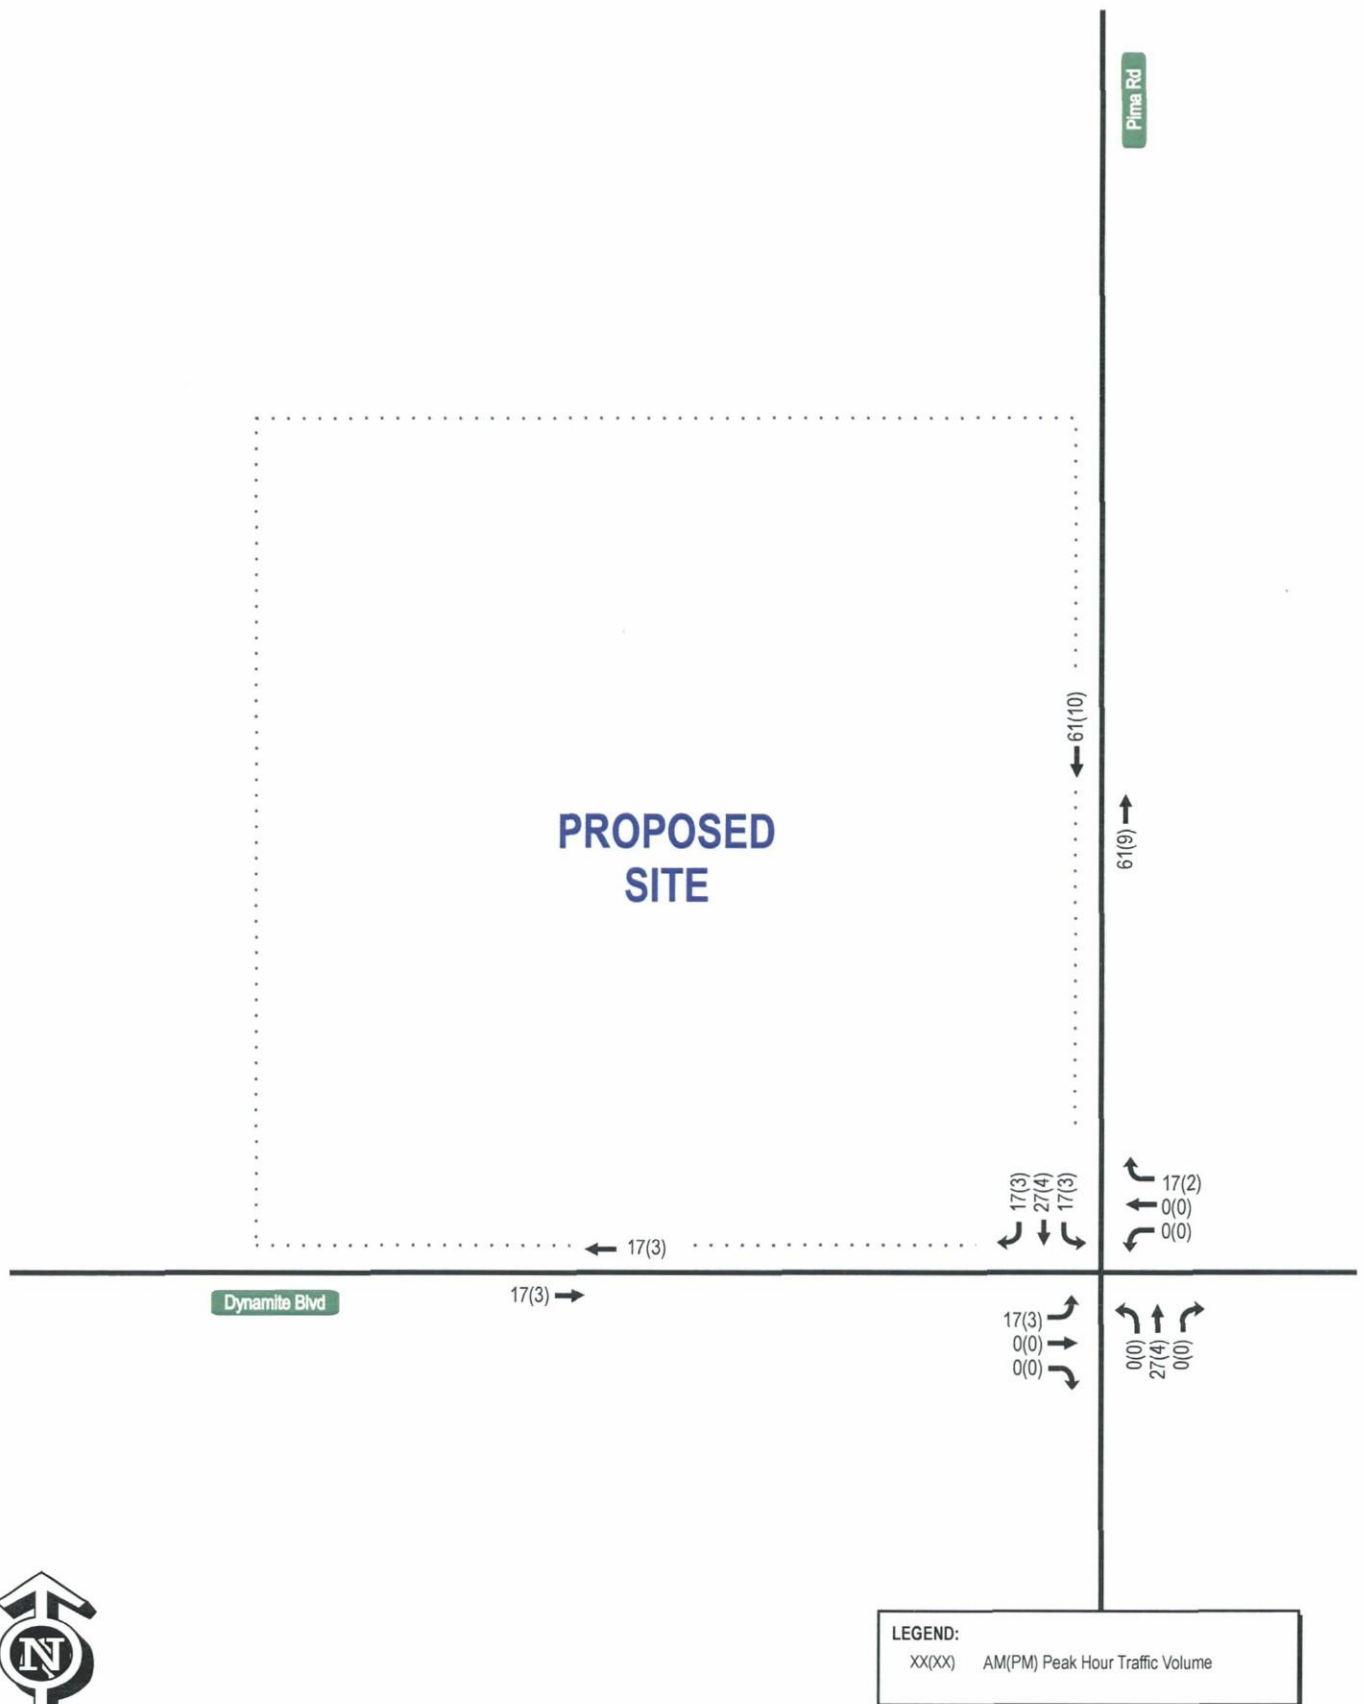 Pima Rd
61(10)
61(9)
PROPOSED
SITE
17(3)
27(4)
17(3)
17(2)
0(0)
0(0)
17(3)
Dynamite Blvd
17(3)
17(3)
0(0)
0(0)
0(0)
27(4)
0(0)
N
LEGEND:
XX(XX) AM(PM) Peak Hour Traffic Volume